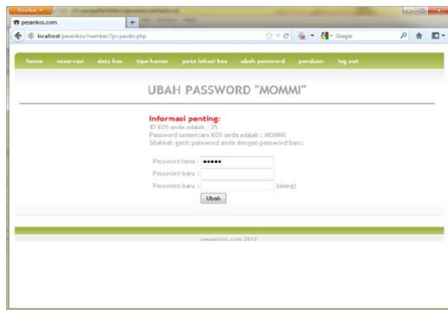 pesankos.com
localhost/pesankos/member/?p=passbr.php
Google
home reservasi data kos tipe kamar peta lokasi kos ubah password panduan log out
UBAH PASSWORD "MOMMI"
Informasi penting:
ID KOS anda adalah : 25
Password sementara KOS anda adalah : MOMMI
Silahkan ganti password anda dengan password baru:
Password lama :
Password baru :
Password baru : (ulang)
Ubah
pesankos.com 2012